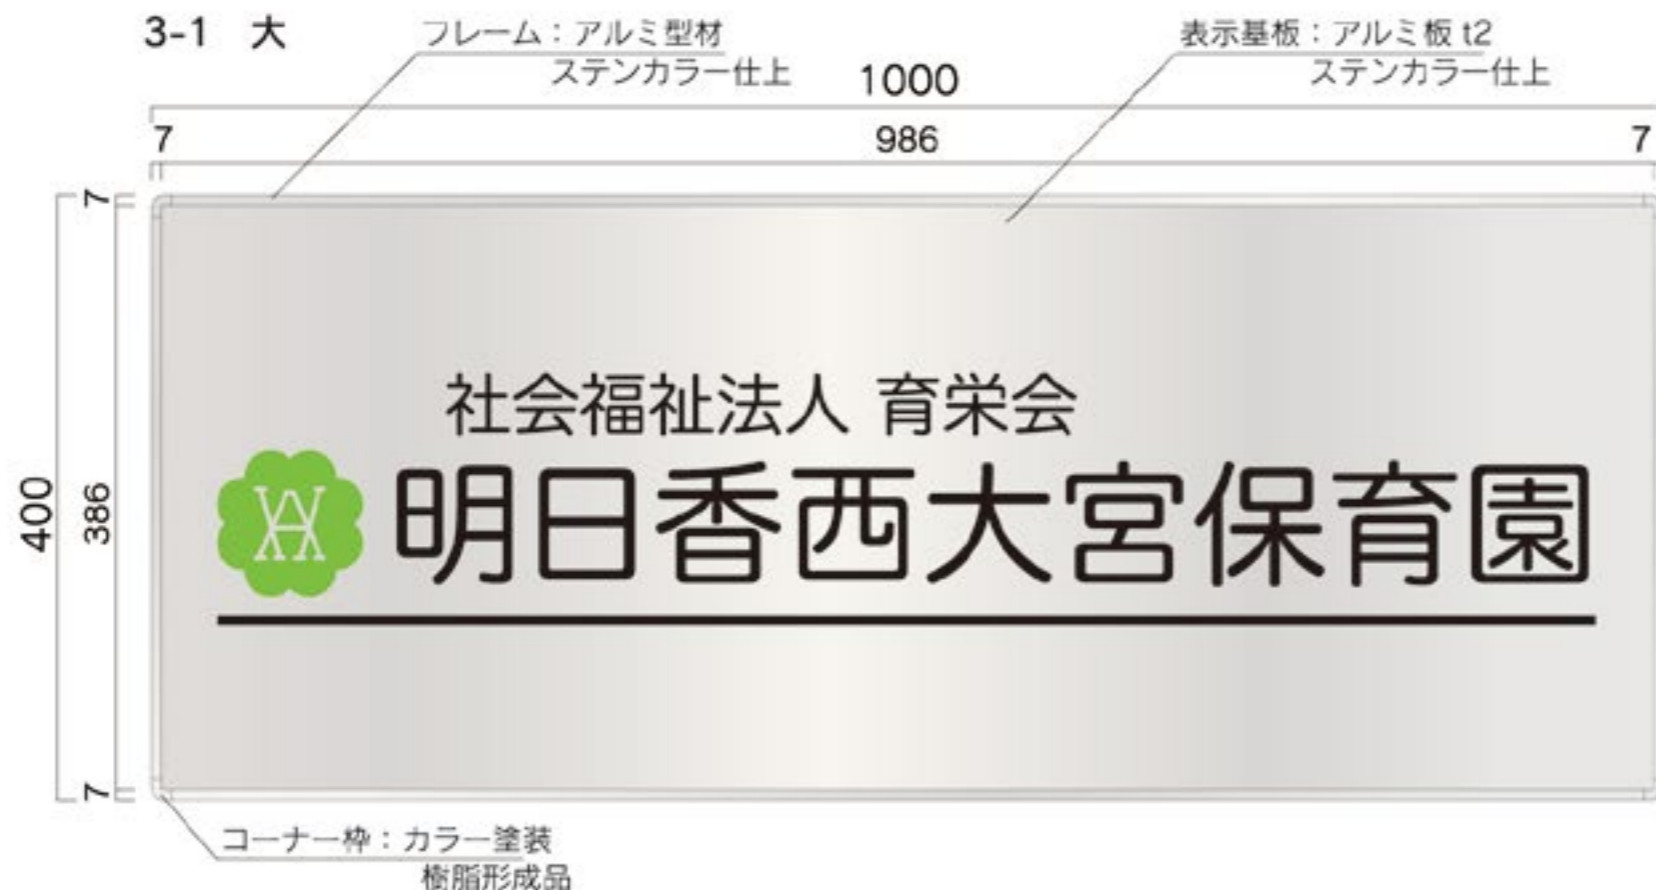 3-1 大
フレーム：アルミ型材
ステンカラー仕上
表示基板：アルミ板 t2
ステンカラー仕上
1000
7 986 7
7
400
386
7
社会福祉法人 育栄会
明日香西大宮保育園
コーナー枠：カラー塗装
樹脂形成品